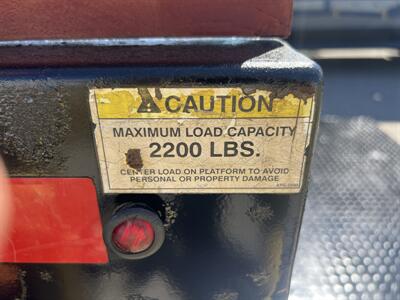 CAUTION
MAXIMUM LOAD CAPACITY
2200 LBS.
CENTER LOAD ON PLATFORM TO AVOID
PERSONAL OR PROPERTY DAMAGE